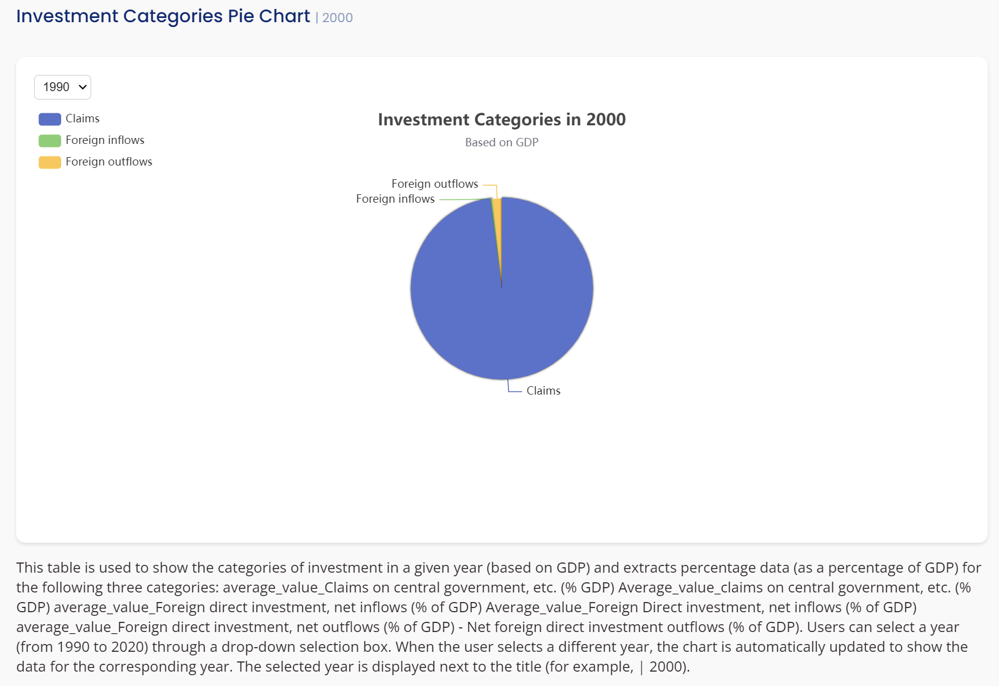 Investment Categories Pie Chart | 2000
1990
Claims
Foreign inflows
Foreign outflows
Investment Categories in 2000
Based on GDP
Foreign outflows
Foreign inflows
Claims
This table is used to show the categories of investment in a given year (based on GDP) and extracts percentage data (as a percentage of GDP) for
the following three categories: average_value_Claims on central government, etc. (% GDP) Average_value_claims on central government, etc. (%
GDP) average_value_Foreign direct investment, net inflows (% of GDP) Average_value_Foreign Direct investment, net inflows (% of GDP)
average_value_Foreign direct investment, net outflows (% of GDP) - Net foreign direct investment outflows (% of GDP). Users can select a year
(from 1990 to 2020) through a drop-down selection box. When the user selects a different year, the chart is automatically updated to show the
data for the corresponding year. The selected year is displayed next to the title (for example, | 2000).